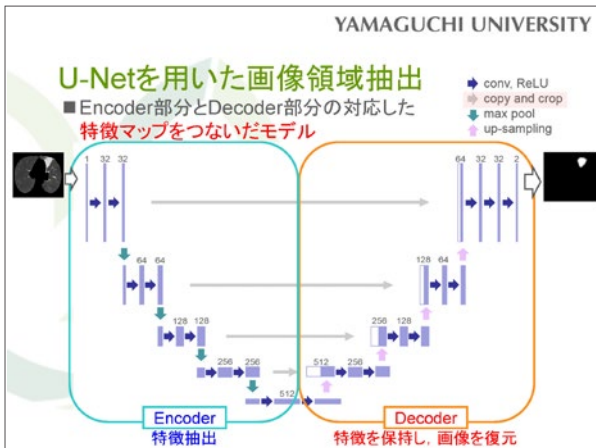 YAMAGUCHI UNIVERSITY
U-Netを用いた画像領域抽出
■Encoder部分とDecoder部分の対応した
特徴マップをつないだモデル
conv, ReLU
copy and crop
max pool
up-sampling
1 32 32
64 32 32 2
64 64
128 64
128 128
256 128
256 256
512 256
512
Encoder
特徴抽出
Decoder
特徴を保持し, 画像を復元